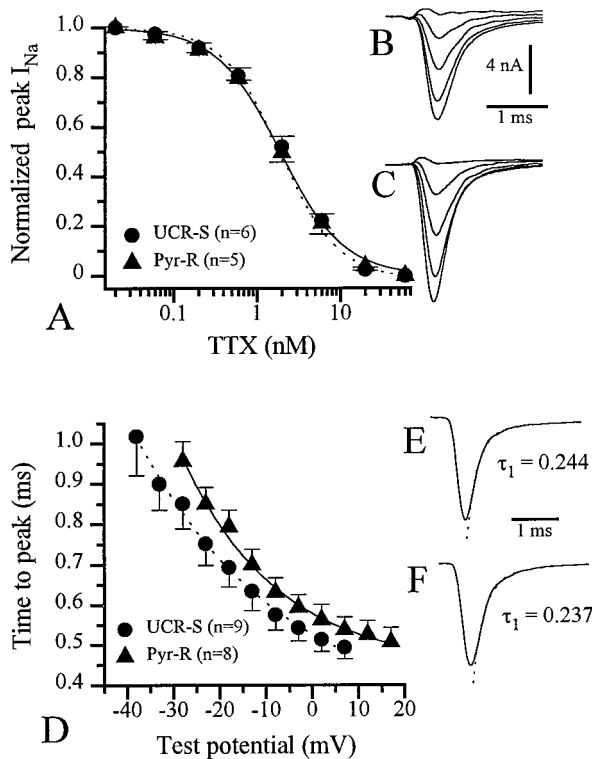 1.0
0.8
0.6
0.4
0.2
0
Normalized peak I_Na
UCR-S (n=6)
Pyr-R (n=5)
0.1
1
10
TTX (nM)
A
B
4 nA
1 ms
C
1.0
0.9
0.8
0.7
0.6
0.5
0.4
Time to peak (ms)
UCR-S (n=9)
Pyr-R (n=8)
-40 -30 -20 -10 0 10 20
Test potential (mV)
D
E
τ1 = 0.244
1 ms
F
τ1 = 0.237